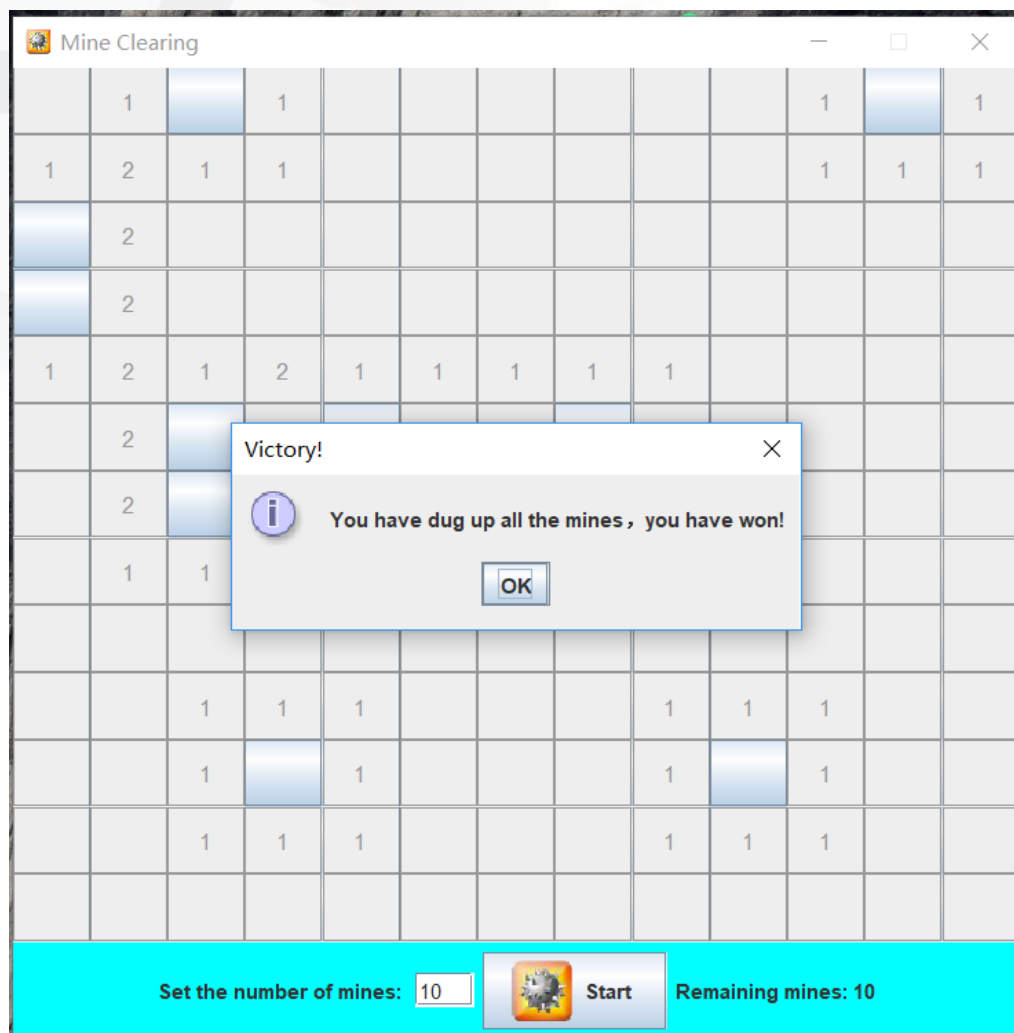 Mine Clearing
1 1 1 1
1 2 1 1 1 1 1
2
2
1 2 1 2 1 1 1 1 1
2
Victory!
2
You have dug up all the mines，you have won!
1 1
OK
1 1 1 1 1 1
1 1 1 1
1 1 1 1 1 1
Set the number of mines: 10 Start Remaining mines: 10